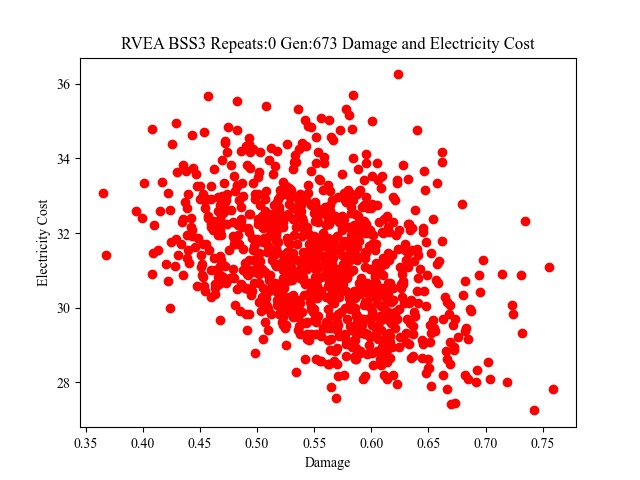 RVEA BSS3 Repeats:0 Gen:673 Damage and Electricity Cost
36
34
32
30
28
Electricity Cost
0.35 0.40 0.45 0.50 0.55 0.60 0.65 0.70 0.75
Damage